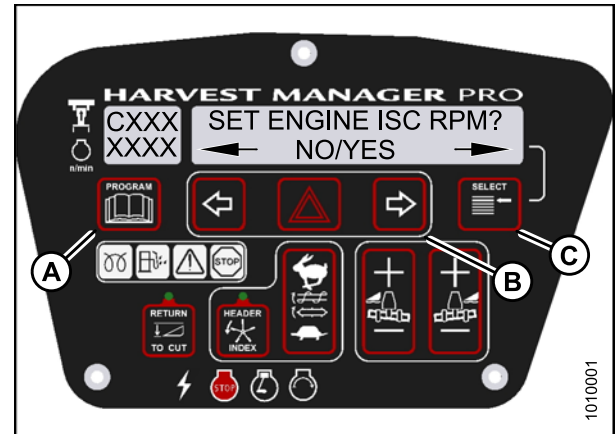 HARVEST MANAGER PRO
CXXX
XXXX
n/min
SET ENGINE ISC RPM?
NO/YES
PROGRAM
SELECT
A
B
C
STOP
RETURN
TO CUT
HEADER
INDEX
STOP
1010001